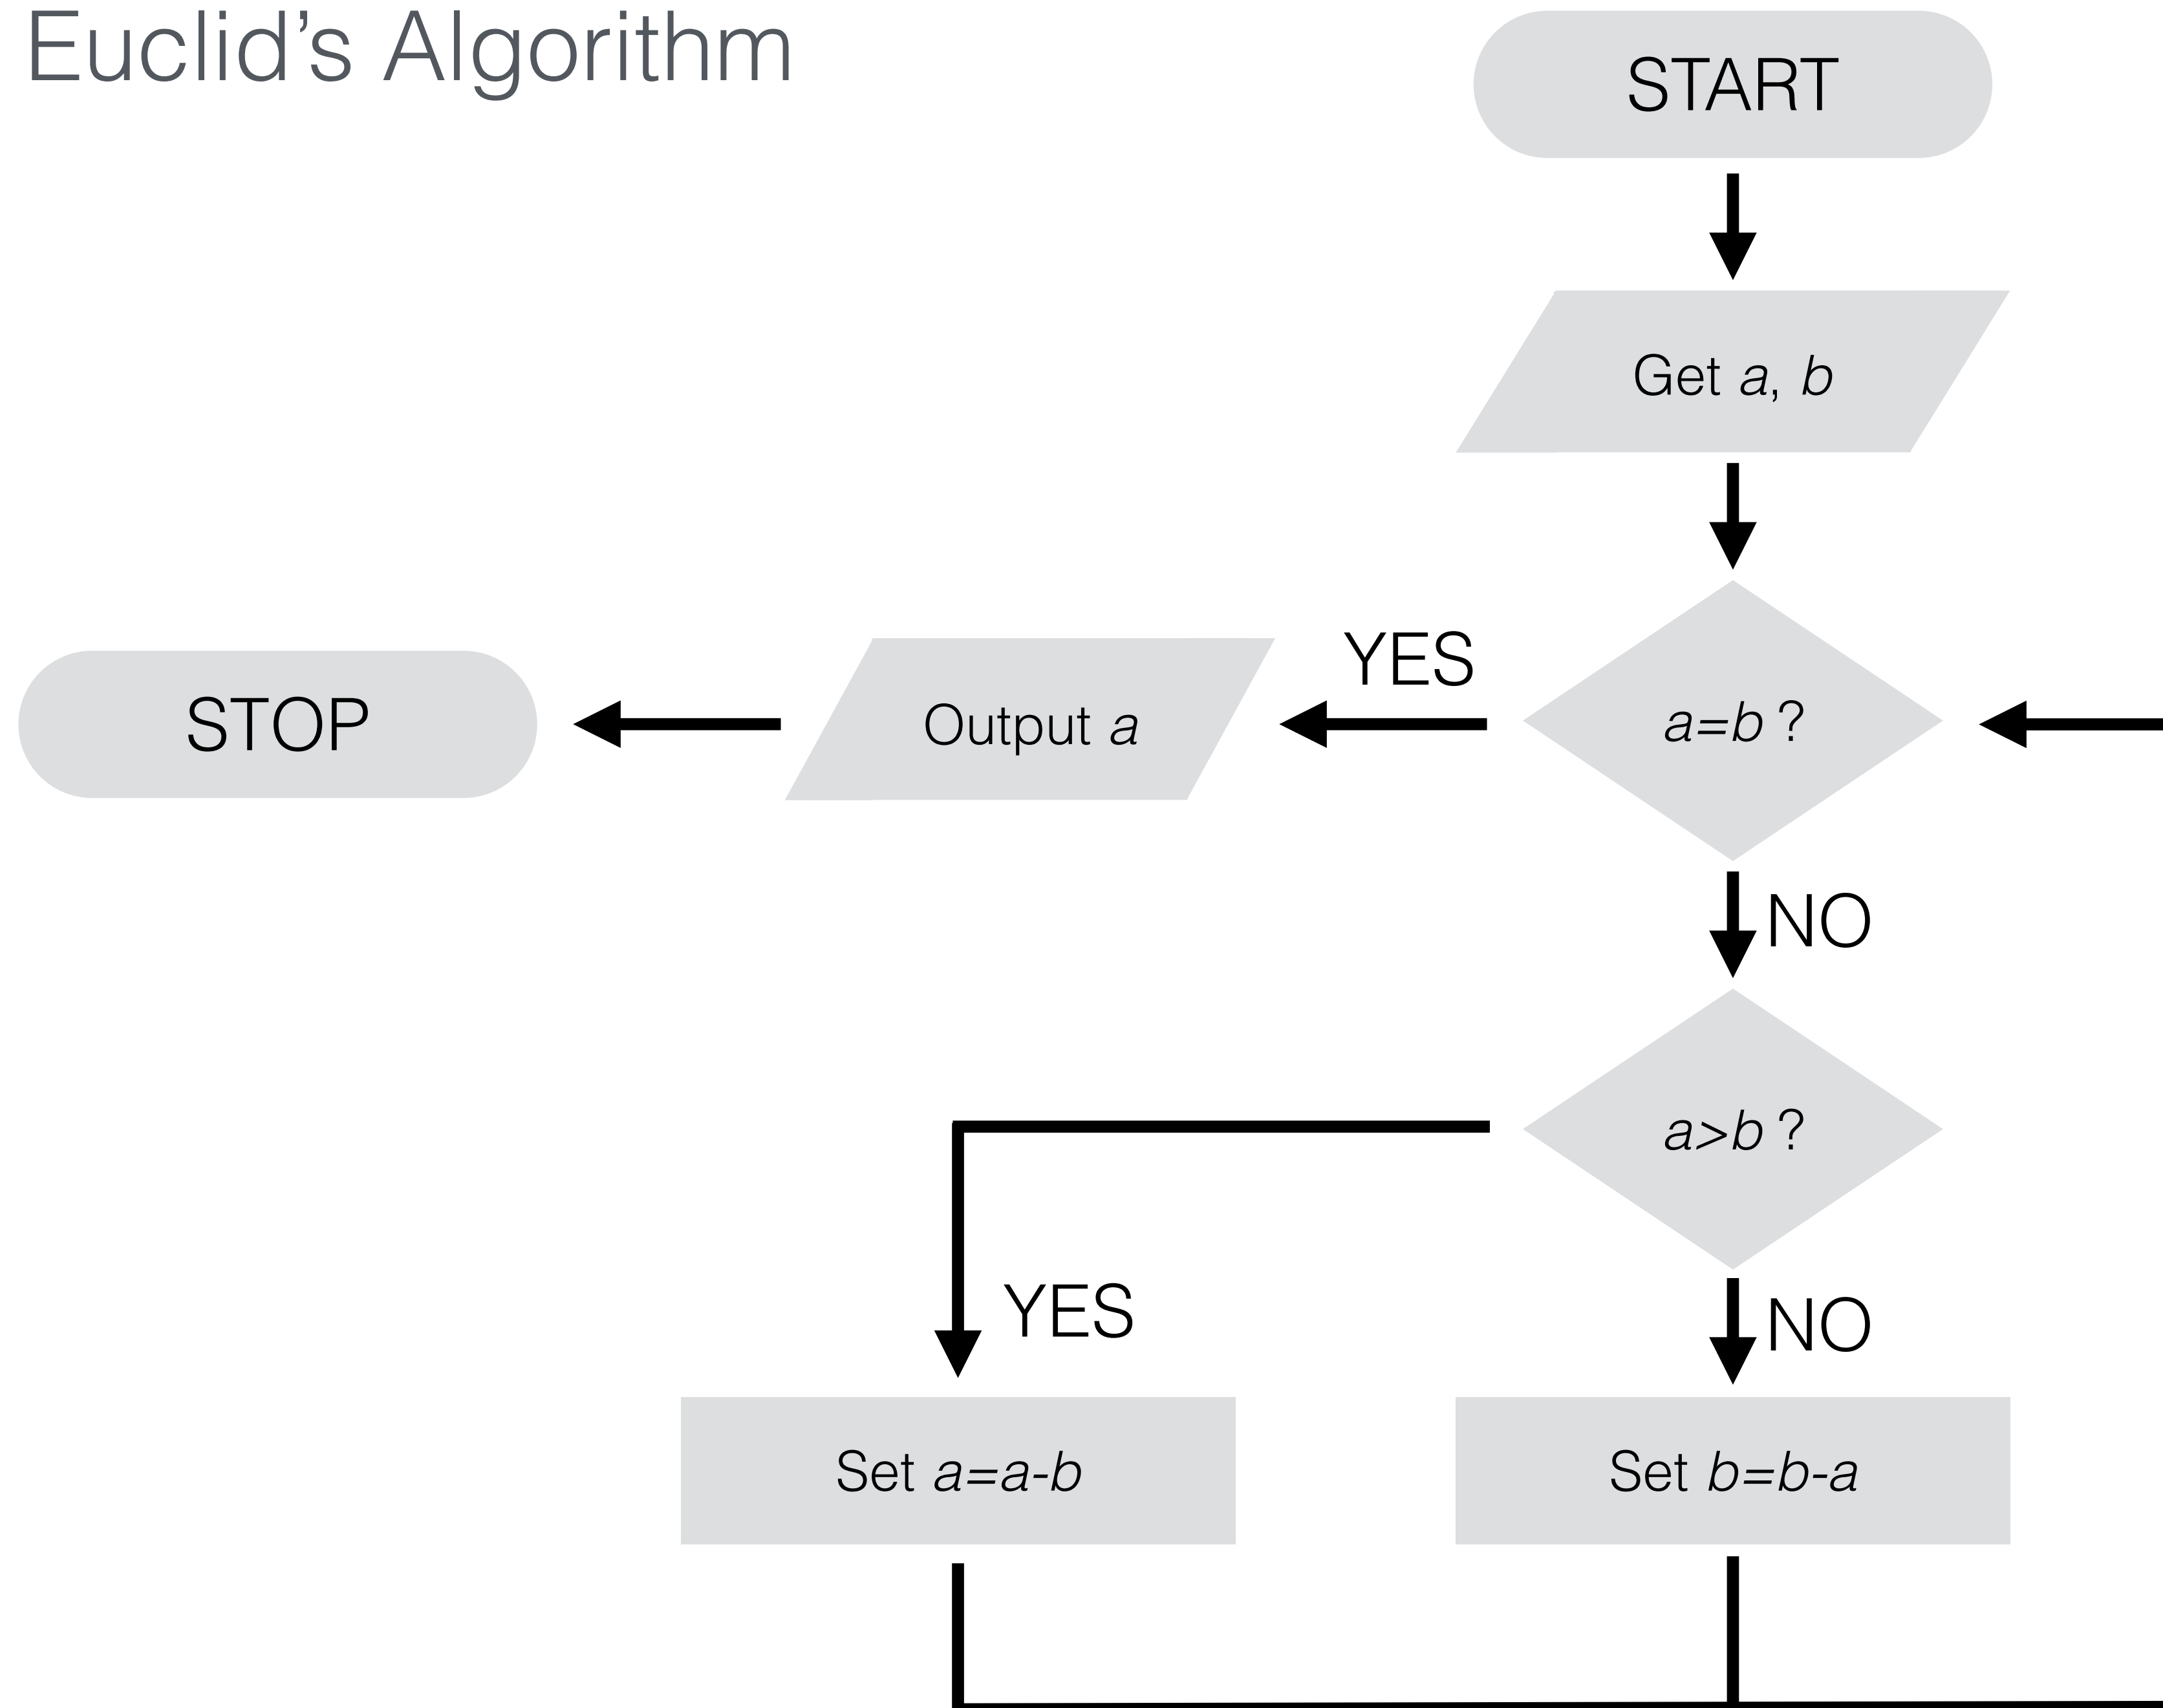 Euclid’s Algorithm
START
Get a, b
a=b ?
YES
Output a
STOP
NO
a>b ?
YES
NO
Set a=a-b
Set b=b-a